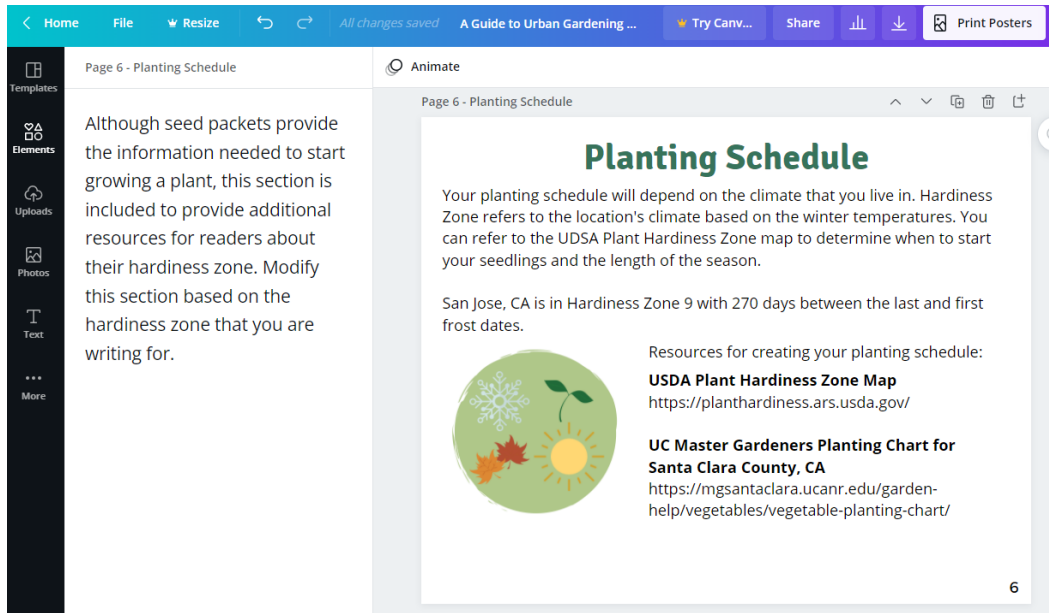 Home
File
Resize
All changes saved
A Guide to Urban Gardening ...
Try Canv...
Share
Print Posters
Templates
Elements
Uploads
Photos
Text
More
Page 6 - Planting Schedule
Although seed packets provide
the information needed to start
growing a plant, this section is
included to provide additional
resources for readers about
their hardiness zone. Modify
this section based on the
hardiness zone that you are
writing for.
Animate
Page 6 - Planting Schedule
Planting Schedule
Your planting schedule will depend on the climate that you live in. Hardiness
Zone refers to the location's climate based on the winter temperatures. You
can refer to the UDSA Plant Hardiness Zone map to determine when to start
your seedlings and the length of the season.
San Jose, CA is in Hardiness Zone 9 with 270 days between the last and first
frost dates.
Resources for creating your planting schedule:
USDA Plant Hardiness Zone Map
https://planthardiness.ars.usda.gov/
UC Master Gardeners Planting Chart for
Santa Clara County, CA
https://mgsantaclara.ucanr.edu/garden-
help/vegetables/vegetable-planting-chart/
6